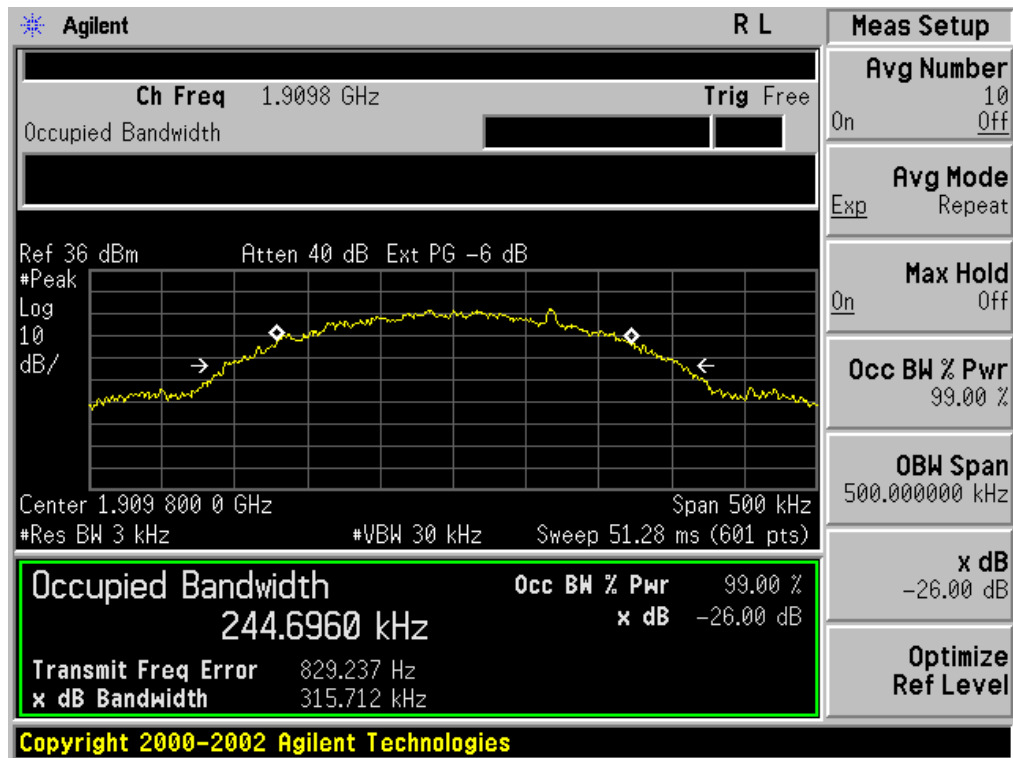 Agilent R L
Ch Freq 1.9098 GHz Trig Free
Occupied Bandwidth
Ref 36 dBm Atten 40 dB Ext PG -6 dB
#Peak
Log
10
dB/
Center 1.909 800 0 GHz Span 500 kHz
#Res BW 3 kHz #VBW 30 kHz Sweep 51.28 ms (601 pts)
Occupied Bandwidth Occ BW % Pwr 99.00 %
244.6960 kHz x dB -26.00 dB
Transmit Freq Error 829.237 Hz
x dB Bandwidth 315.712 kHz
Copyright 2000-2002 Agilent Technologies
Meas Setup
Avg Number
10
On Off
Avg Mode
Exp Repeat
Max Hold
On Off
Occ BW % Pwr
99.00 %
OBW Span
500.000000 kHz
x dB
-26.00 dB
Optimize
Ref Level